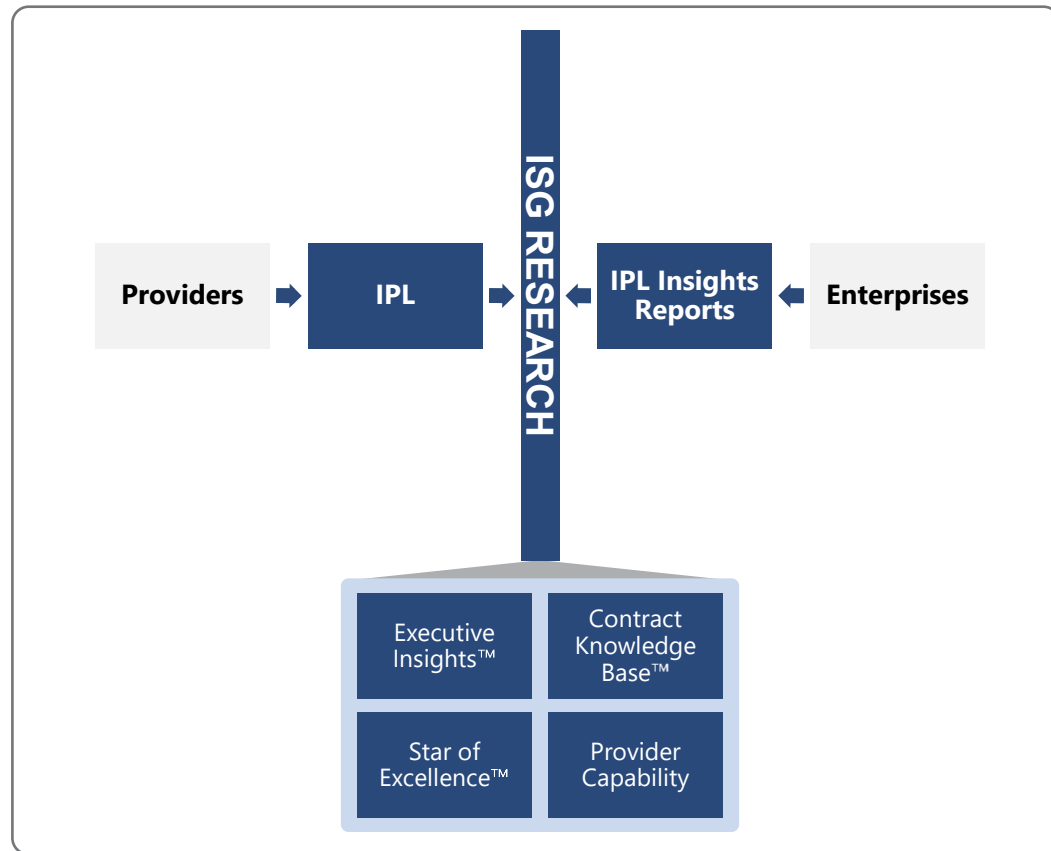 ISG RESEARCH
Providers
IPL
IPL Insights
Reports
Enterprises
Executive
Insights™
Contract
Knowledge
Base™
Star of
Excellence™
Provider
Capability